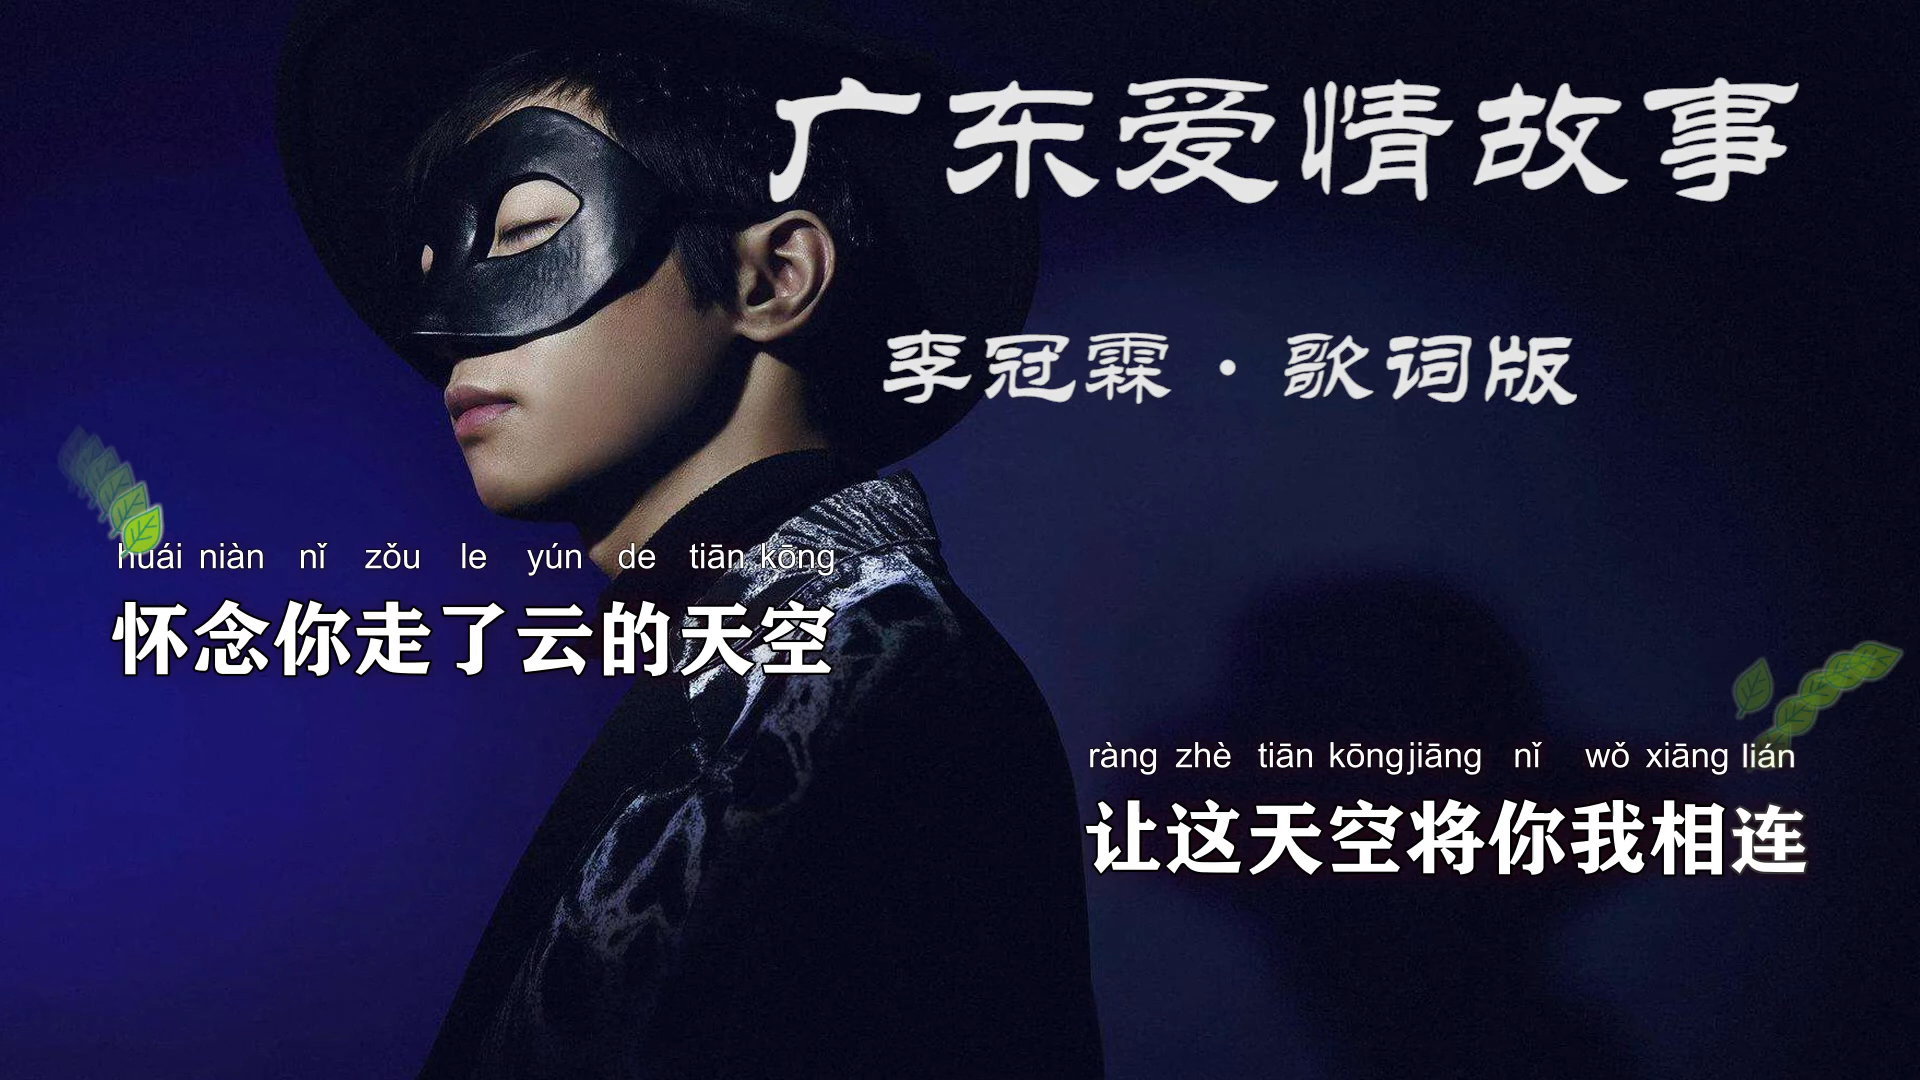 广东爱情故事
李冠霖·歌词版
huái niàn nǐ zǒu le yún de tiān kōng
怀念你走了云的天空
ràng zhè tiān kōng jiāng nǐ wǒ xiāng lián
让这天空将你我相连